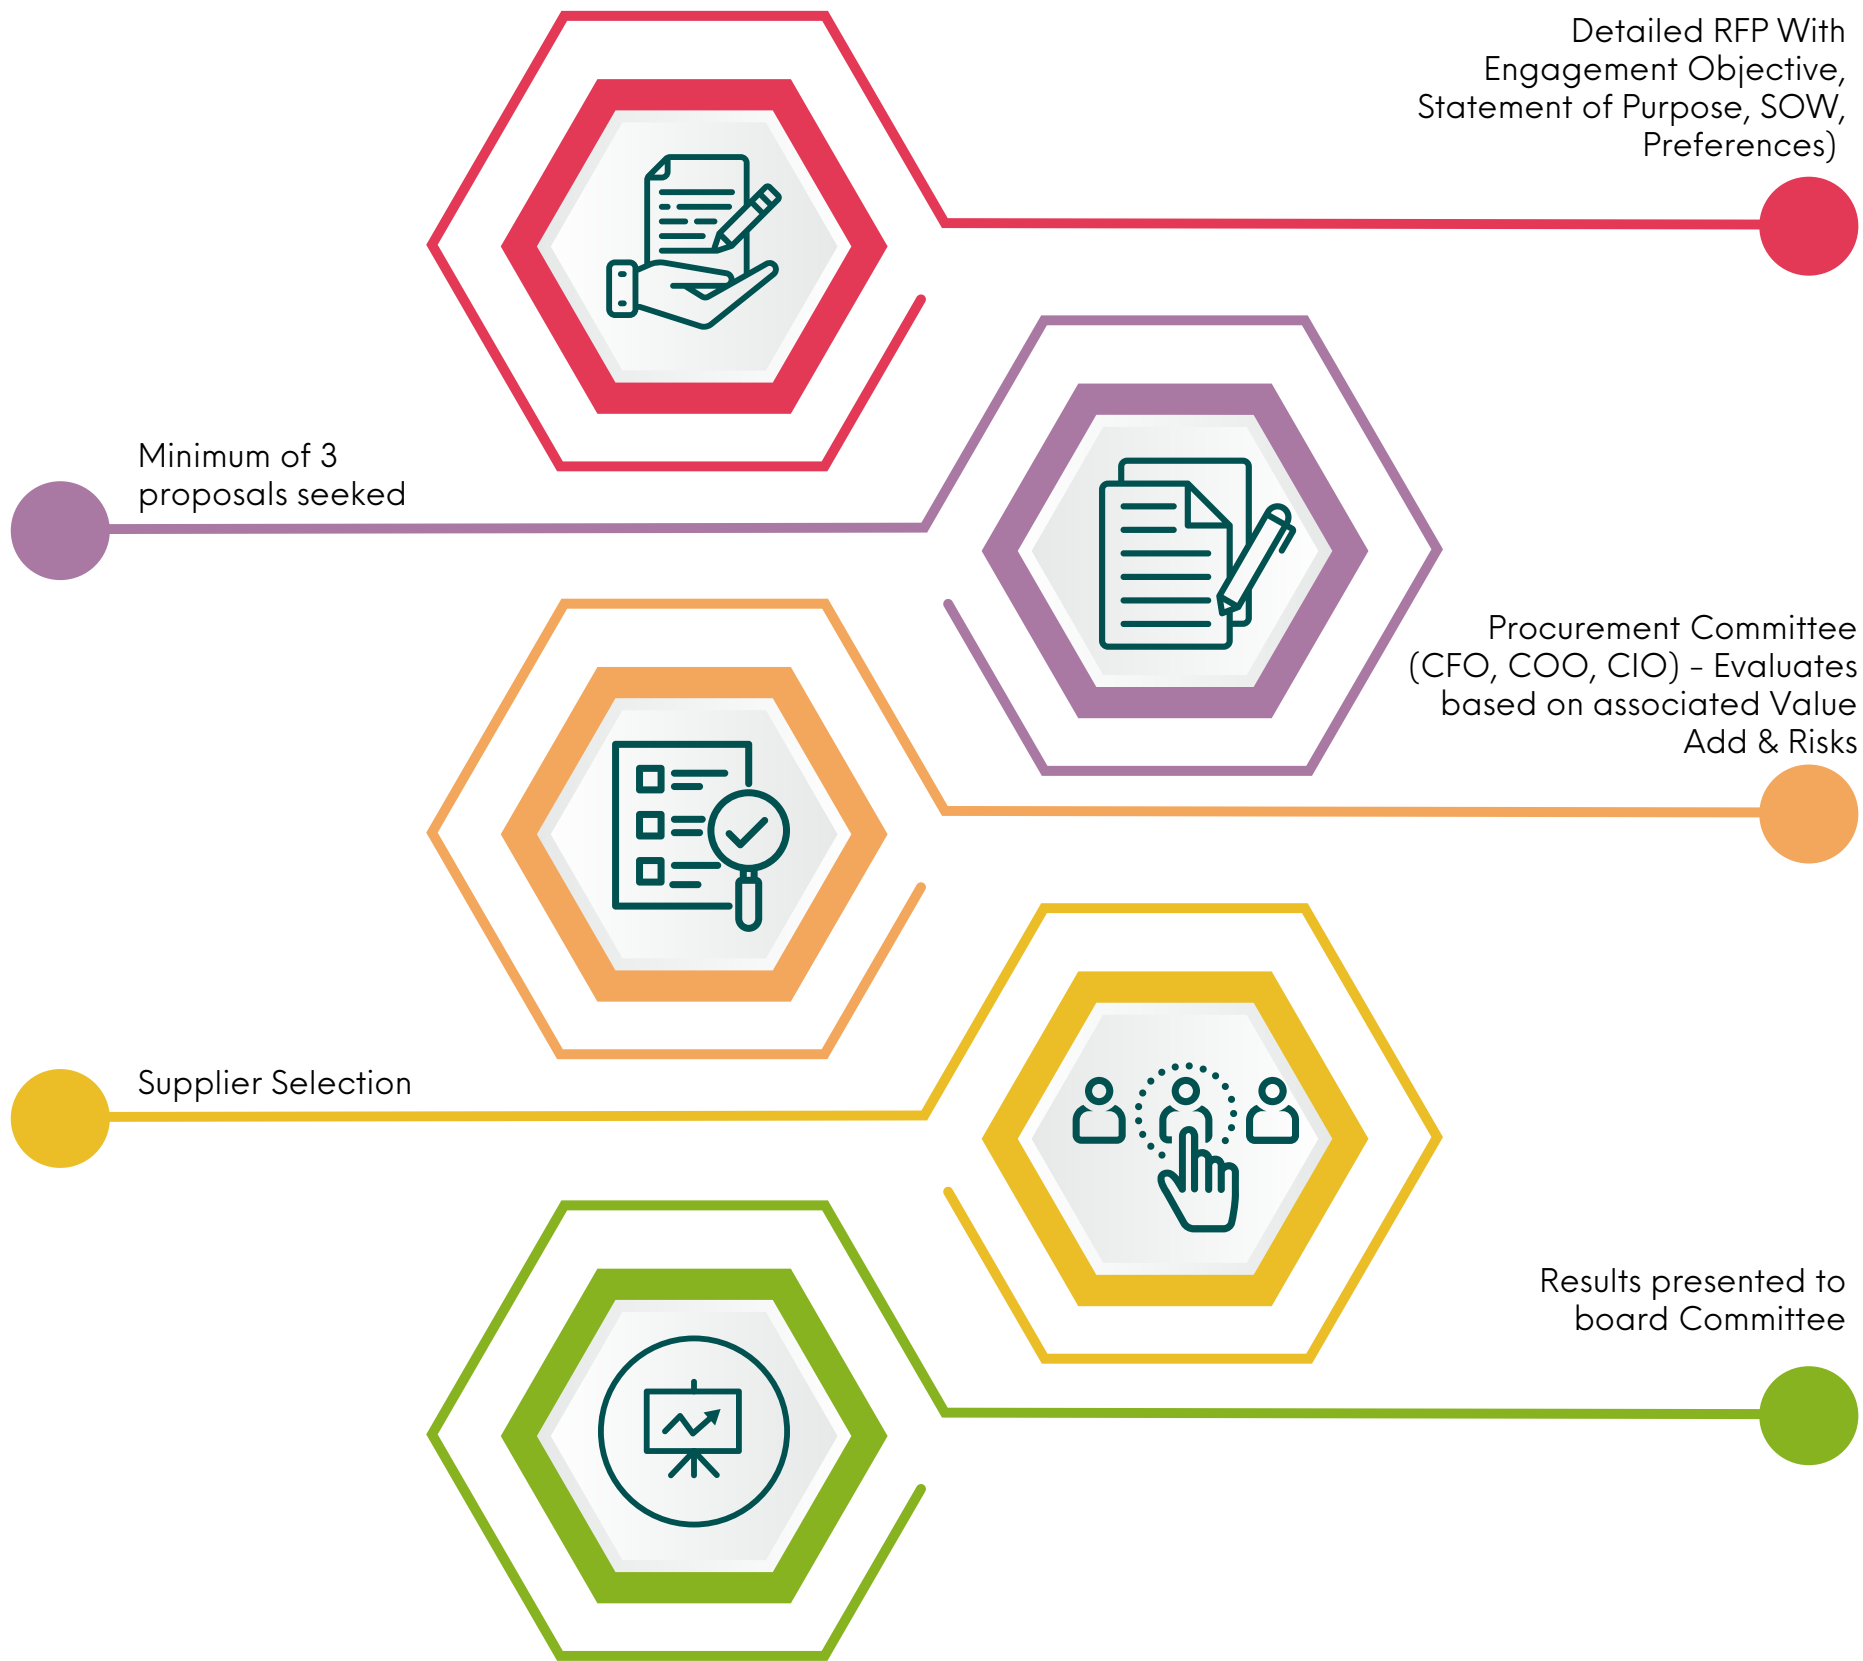 Detailed RFP With
Engagement Objective,
Statement of Purpose, SOW,
Preferences)
Minimum of 3
proposals seeked
Procurement Committee
(CFO, COO, CIO) - Evaluates
based on associated Value
Add & Risks
Supplier Selection
Results presented to
board Committee